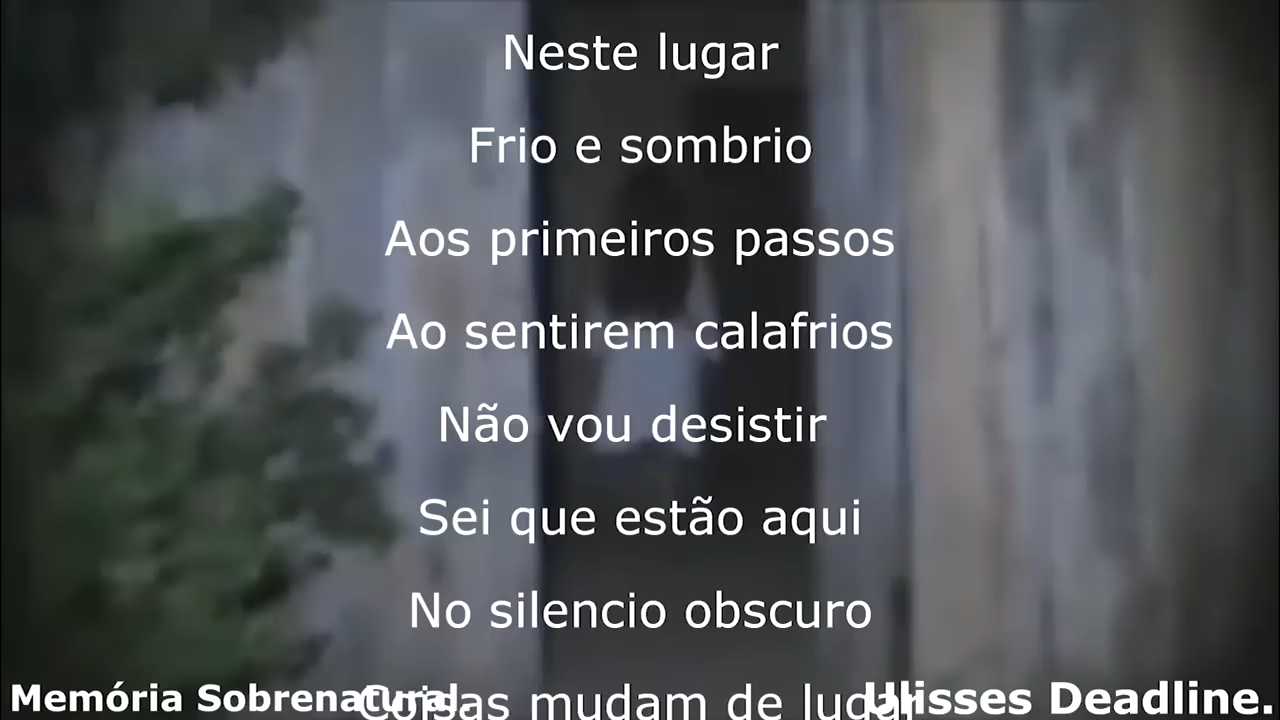 Neste lugar
Frio e sombrio
Aos primeiros passos
Ao sentirem calafrios
Não vou desistir
Sei que estão aqui
No silencio obscuro
Coisas mudam de lugar
Memória Sobrenatural.
Ulisses Deadline.